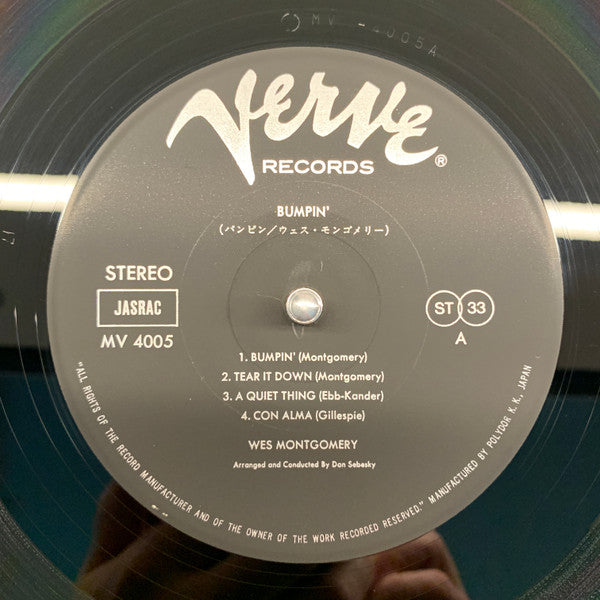 MV -4005A
Verve
RECORDS®
BUMPIN'
(バンピン/ウェス・モンゴメリー)
STEREO
JASRAC
MV 4005
ST 33
A
1. BUMPIN' (Montgomery)
2. TEAR IT DOWN (Montgomery)
3. A QUIET THING (Ebb-Kander)
4. CON ALMA (Gillespie)
WES MONTGOMERY
Arranged and Conducted By Don Sebesky
"ALL RIGHTS OF THE RECORD MANUFACTURER AND OF THE OWNER OF THE WORK RECORDED RESERVED." MANUFACTURED BY POLYDOR K.K., JAPAN